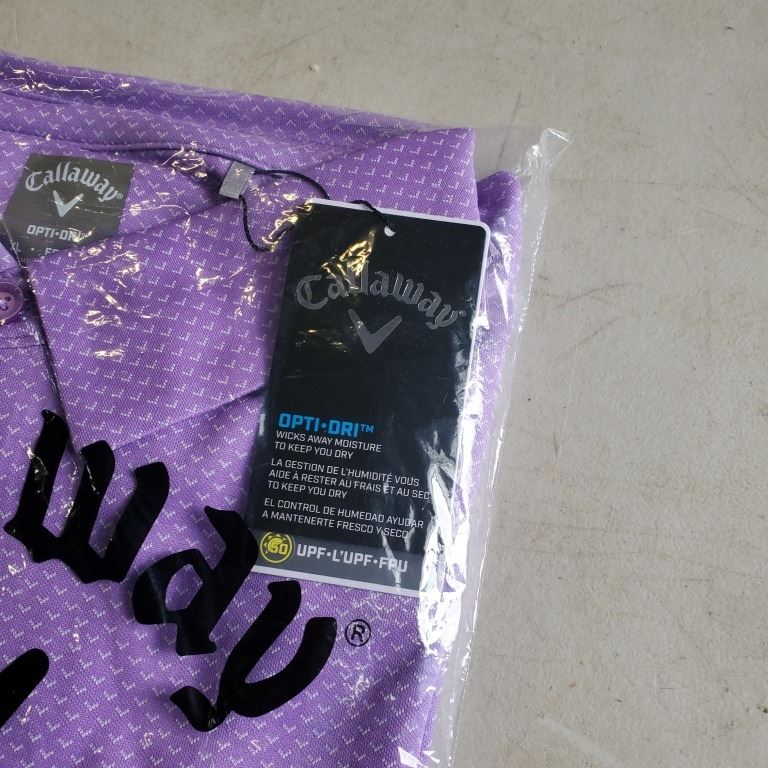 Callaway®
OPTI•DRI
XL
Callaway®
OPTI•DRI™
WICKS AWAY MOISTURE
TO KEEP YOU DRY
LA GESTION DE L'HUMIDITÉ VOUS
AIDE À RESTER AU FRAIS ET AU SEC
TO KEEP YOU DRY
EL CONTROL DE HUMEDAD AYUDAR
A MANTENERTE FRESCO Y SECO
50 UPF•L'UPF•FPU
way®